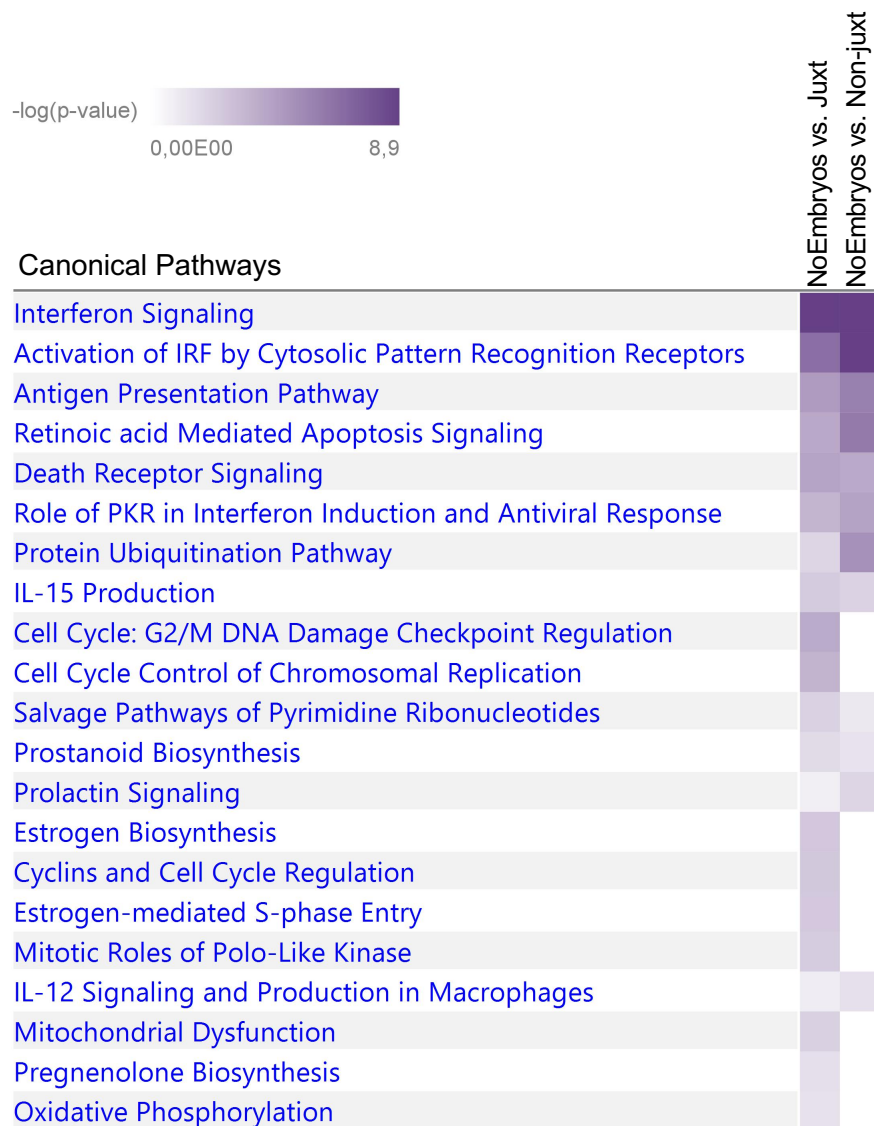 NoEmbryos vs. Juxt
NoEmbryos vs. Non-juxt
-log(p-value)
0,00E00
8,9
Canonical Pathways
Interferon Signaling
Activation of IRF by Cytosolic Pattern Recognition Receptors
Antigen Presentation Pathway
Retinoic acid Mediated Apoptosis Signaling
Death Receptor Signaling
Role of PKR in Interferon Induction and Antiviral Response
Protein Ubiquitination Pathway
IL-15 Production
Cell Cycle: G2/M DNA Damage Checkpoint Regulation
Cell Cycle Control of Chromosomal Replication
Salvage Pathways of Pyrimidine Ribonucleotides
Prostanoid Biosynthesis
Prolactin Signaling
Estrogen Biosynthesis
Cyclins and Cell Cycle Regulation
Estrogen-mediated S-phase Entry
Mitotic Roles of Polo-Like Kinase
IL-12 Signaling and Production in Macrophages
Mitochondrial Dysfunction
Pregnenolone Biosynthesis
Oxidative Phosphorylation